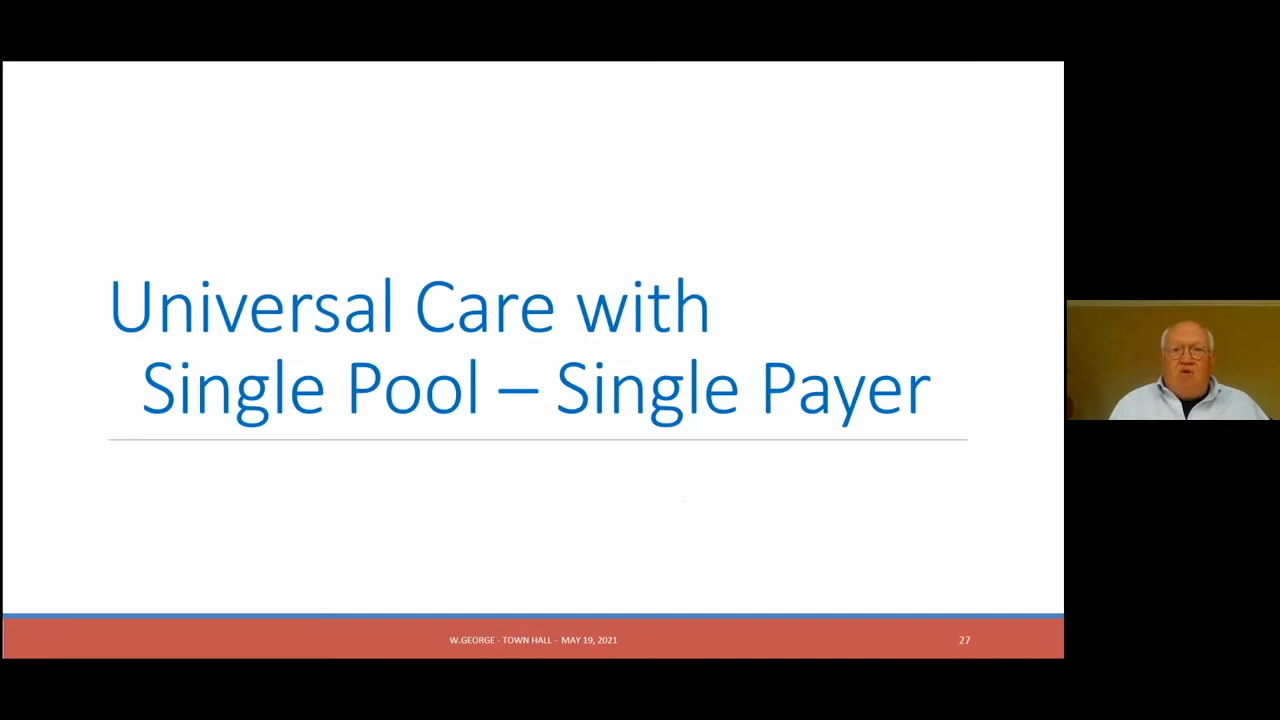 Universal Care with
Single Pool – Single Payer
W.GEORGE - TOWN HALL - MAY 19, 2021
27